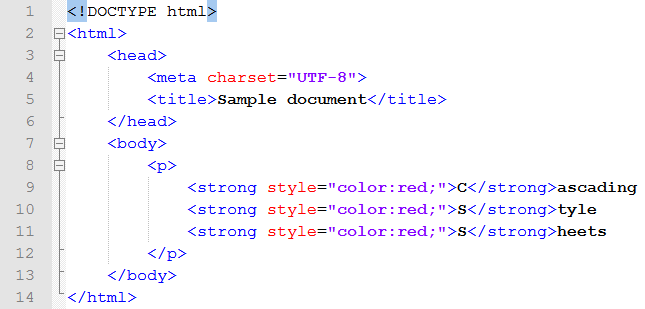 1 <!DOCTYPE html>
2 <html>
3 <head>
4 <meta charset="UTF-8">
5 <title>Sample document</title>
6 </head>
7 <body>
8 <p>
9 <strong style="color:red;">C</strong>ascading
10 <strong style="color:red;">S</strong>tyle
11 <strong style="color:red;">S</strong>heets
12 </p>
13 </body>
14 </html>